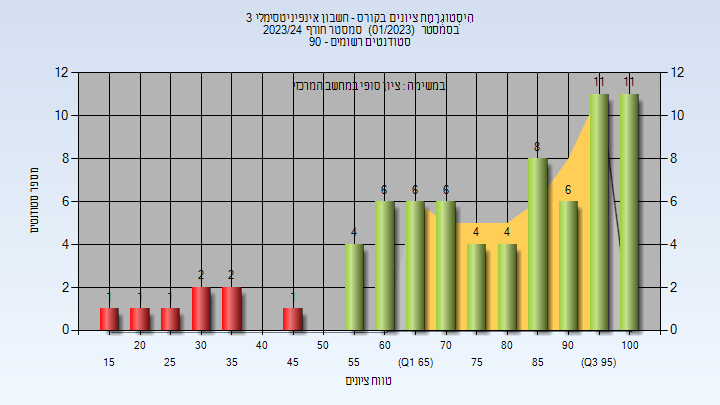 היסטוגרמת ציונים בקורס - חשבון אינפיניטסימלי 3
בסמסטר (01/2023) סמסטר חורף 2023/24
סטודנטים רשומים - 90
במשימה : ציון סופי במחשב המרכזי
12 12
10 10
8 8
6 6
4 4
2 2
0 0
מספר סטודנטים
1 1 1 2 2 1 4 6 6 6 4 4 8 6 11 11
20 30 40 50 60 70 80 90 100
15 25 35 45 55 (Q1 65) 75 85 (Q3 95)
טווח ציונים